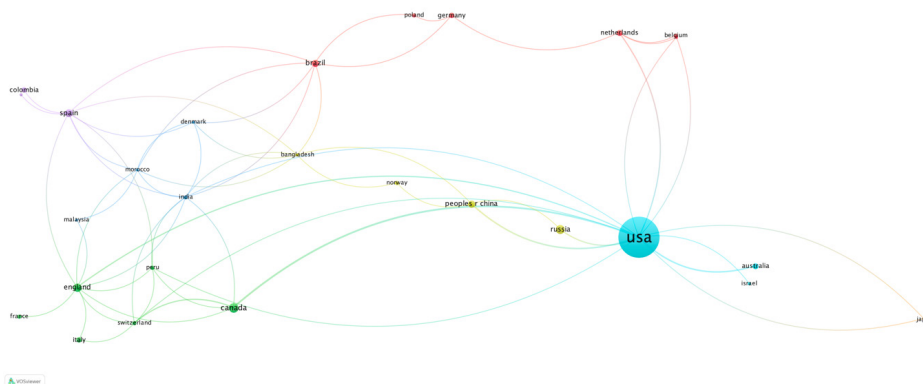 poland
germany
netherlands
belgium
brazil
colombia
spain
denmark
bangladesh
morocco
norway
india
peoples r china
malaysia
russia
usa
peru
australia
israel
england
canada
france
switzerland
italy
VOSviewer